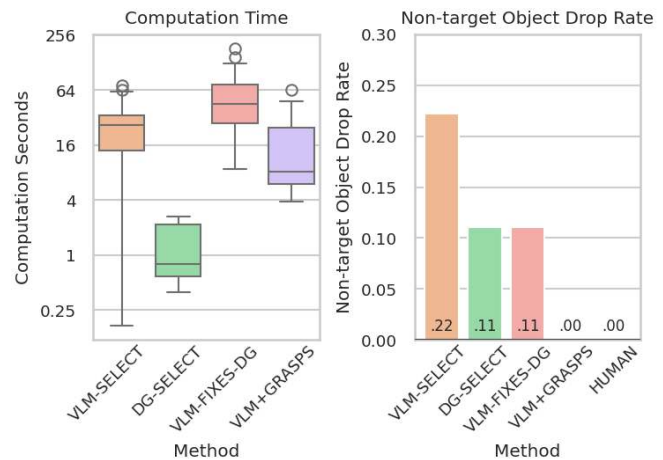 Computation Time
Computation Seconds
256
64
16
4
1
0.25
VLM-SELECT
DG-SELECT
VLM-FIXES-DG
VLM+GRASPS
Method
Non-target Object Drop Rate
Non-target Object Drop Rate
0.30
0.25
0.20
0.15
0.10
0.05
0.00
.22
.11
.11
.00
.00
VLM-SELECT
DG-SELECT
VLM-FIXES-DG
VLM+GRASPS
HUMAN
Method